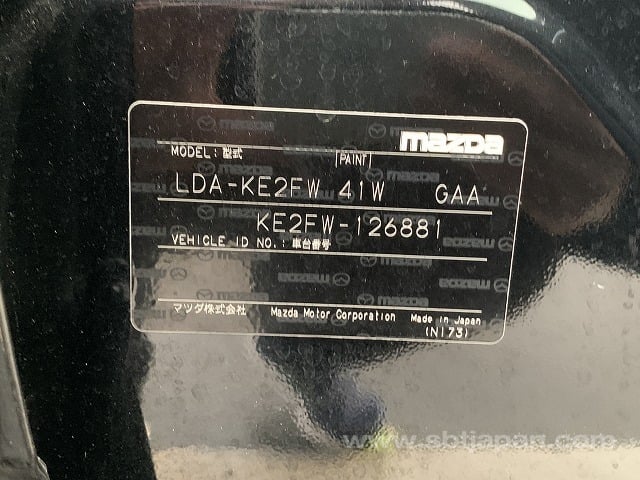 mazda
MODEL：型式 PAINT
LDA-KE2FW 41W GAA
KE2FW-126881
VEHICLE ID NO.：車台番号
マツダ株式会社 Mazda Motor Corporation Made in Japan
(N173)
www.sbtjapan.com